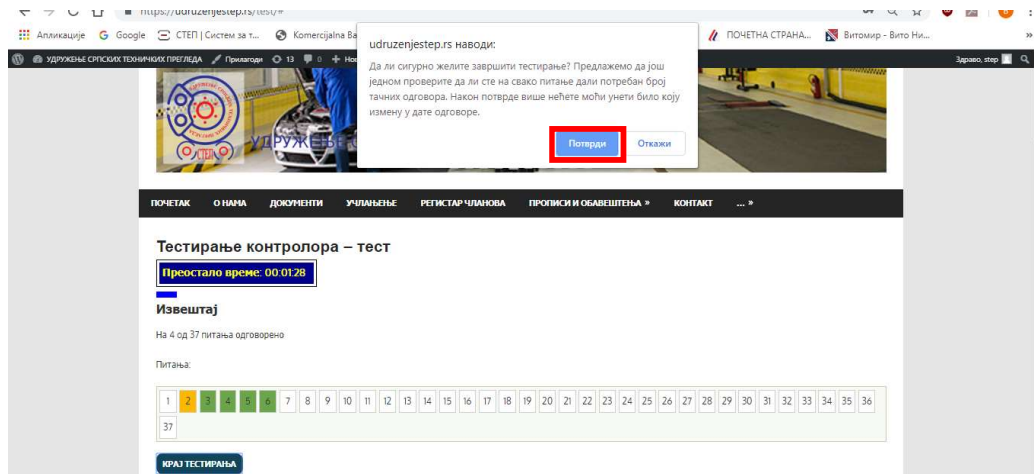 https://udruzenjestep.rs/test/#
Апликације Google СТЕП | Систем за т... Komercijalna Ba ПОЧЕТНА СТРАНА... Витомир - Вито Ни... »
УДРУЖЕЊЕ СРПСКИХ ТЕХНИЧКИХ ПРЕГЛЕДА Прилагоди 13 0 + Нов Здраво, step
udruzenjestep.rs наводи:
Да ли сигурно желите завршити тестирање? Предлажемо да још
једном проверите да ли сте на свако питање дали потребан број
тачних одговора. Након потврде више нећете моћи унети било коју
измену у дате одговоре.
Потврди Откажи
СТЕП
УДРУЖЕЊЕ
ПОЧЕТАК О НАМА ДОКУМЕНТИ УЧЛАЊЕЊЕ РЕГИСТАР ЧЛАНОВА ПРОПИСИ И ОБАВЕШТЕЊА » КОНТАКТ ... »
Тестирање контролора – тест
Преостало време: 00:01:28
Извештај
На 4 од 37 питања одговорено
Питања:
1 2 3 4 5 6 7 8 9 10 11 12 13 14 15 16 17 18 19 20 21 22 23 24 25 26 27 28 29 30 31 32 33 34 35 36
37
КРАЈ ТЕСТИРАЊА